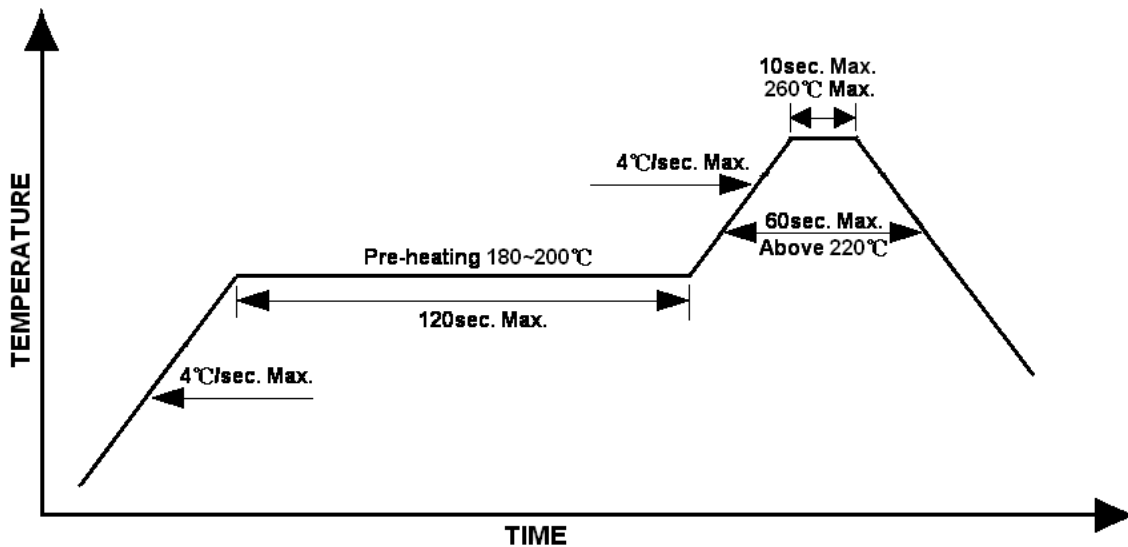 10sec. Max.
260℃ Max.
4℃/sec. Max.
60sec. Max.
Above 220℃
Pre-heating 180~200℃
120sec. Max.
4℃/sec. Max.
TEMPERATURE
TIME